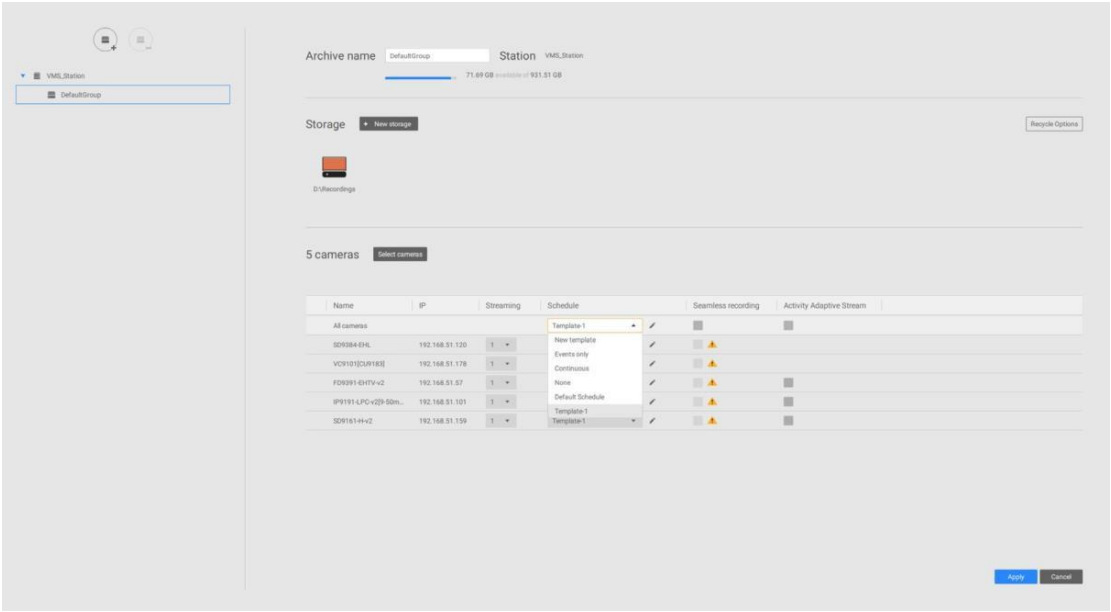 Archive name DefaultGroup Station VMS_Station
71.69 GB available of 931.51 GB
VMS_Station
DefaultGroup
Storage + New storage Recycle Options
D:\Recordings
5 cameras Select cameras
Name IP Streaming Schedule Seamless recording Activity Adaptive Stream
All cameras Template-1
New template
Events only
Continuous
None
Default Schedule
Template-1
SD9384-EHL 192.168.51.120 1
VC9101[CU9183] 192.168.51.178 1
FD9391-EHTV-v2 192.168.51.57 1
IP9191-LPC-v2[9-50m... 192.168.51.101 1
SD9161-H-v2 192.168.51.159 1 Template-1
Apply Cancel